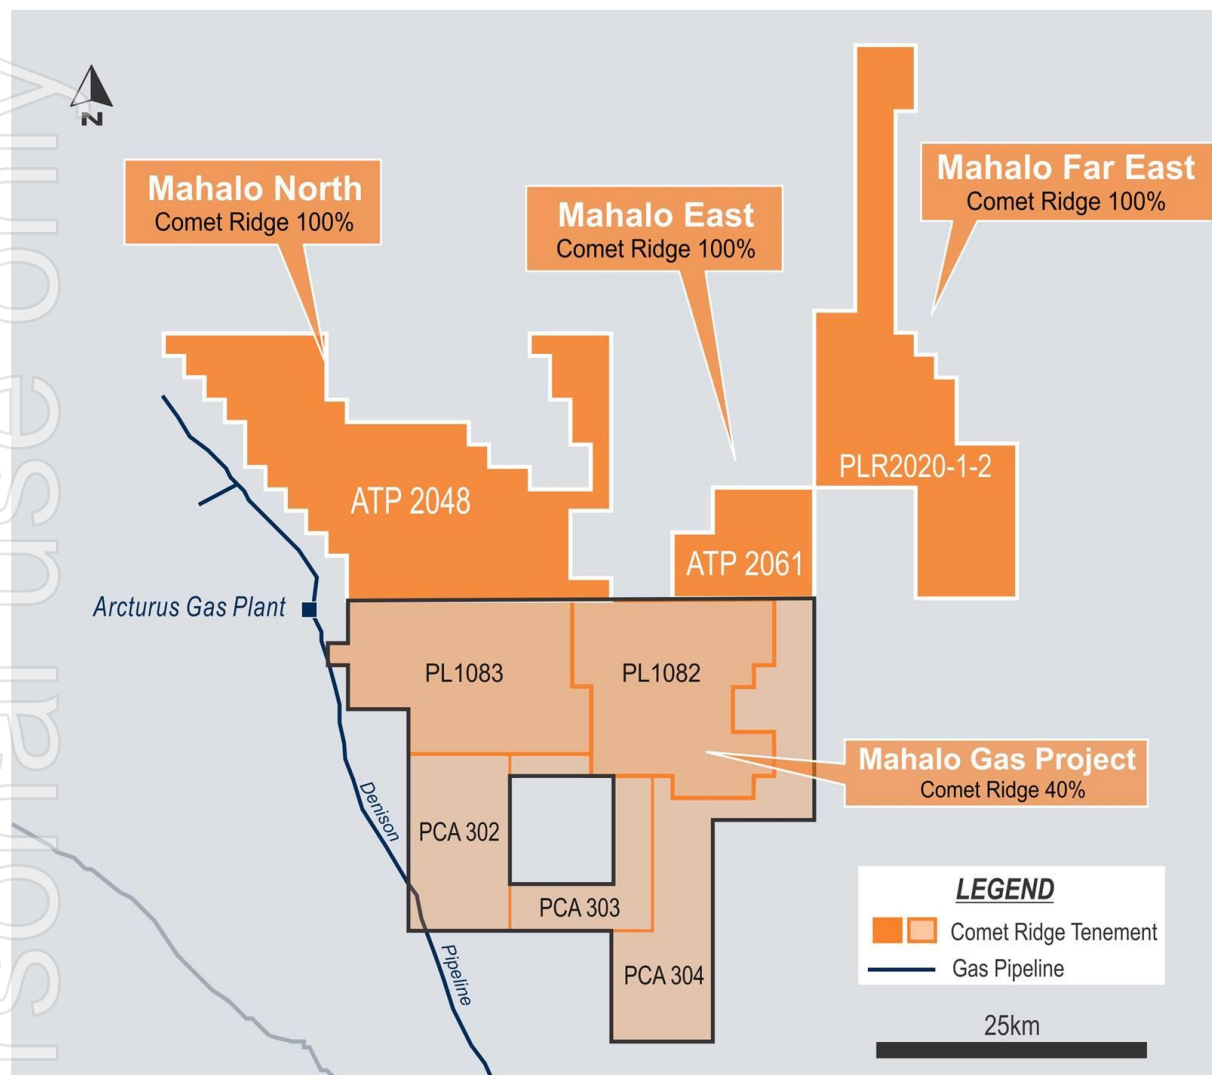 N
Mahalo North
Comet Ridge 100%
Mahalo East
Comet Ridge 100%
Mahalo Far East
Comet Ridge 100%
ATP 2048
PLR2020-1-2
ATP 2061
Arcturus Gas Plant
PL1083
PL1082
Mahalo Gas Project
Comet Ridge 40%
Denison
PCA 302
PCA 303
PCA 304
Pipeline
LEGEND
Comet Ridge Tenement
Gas Pipeline
25km
rsonal use only